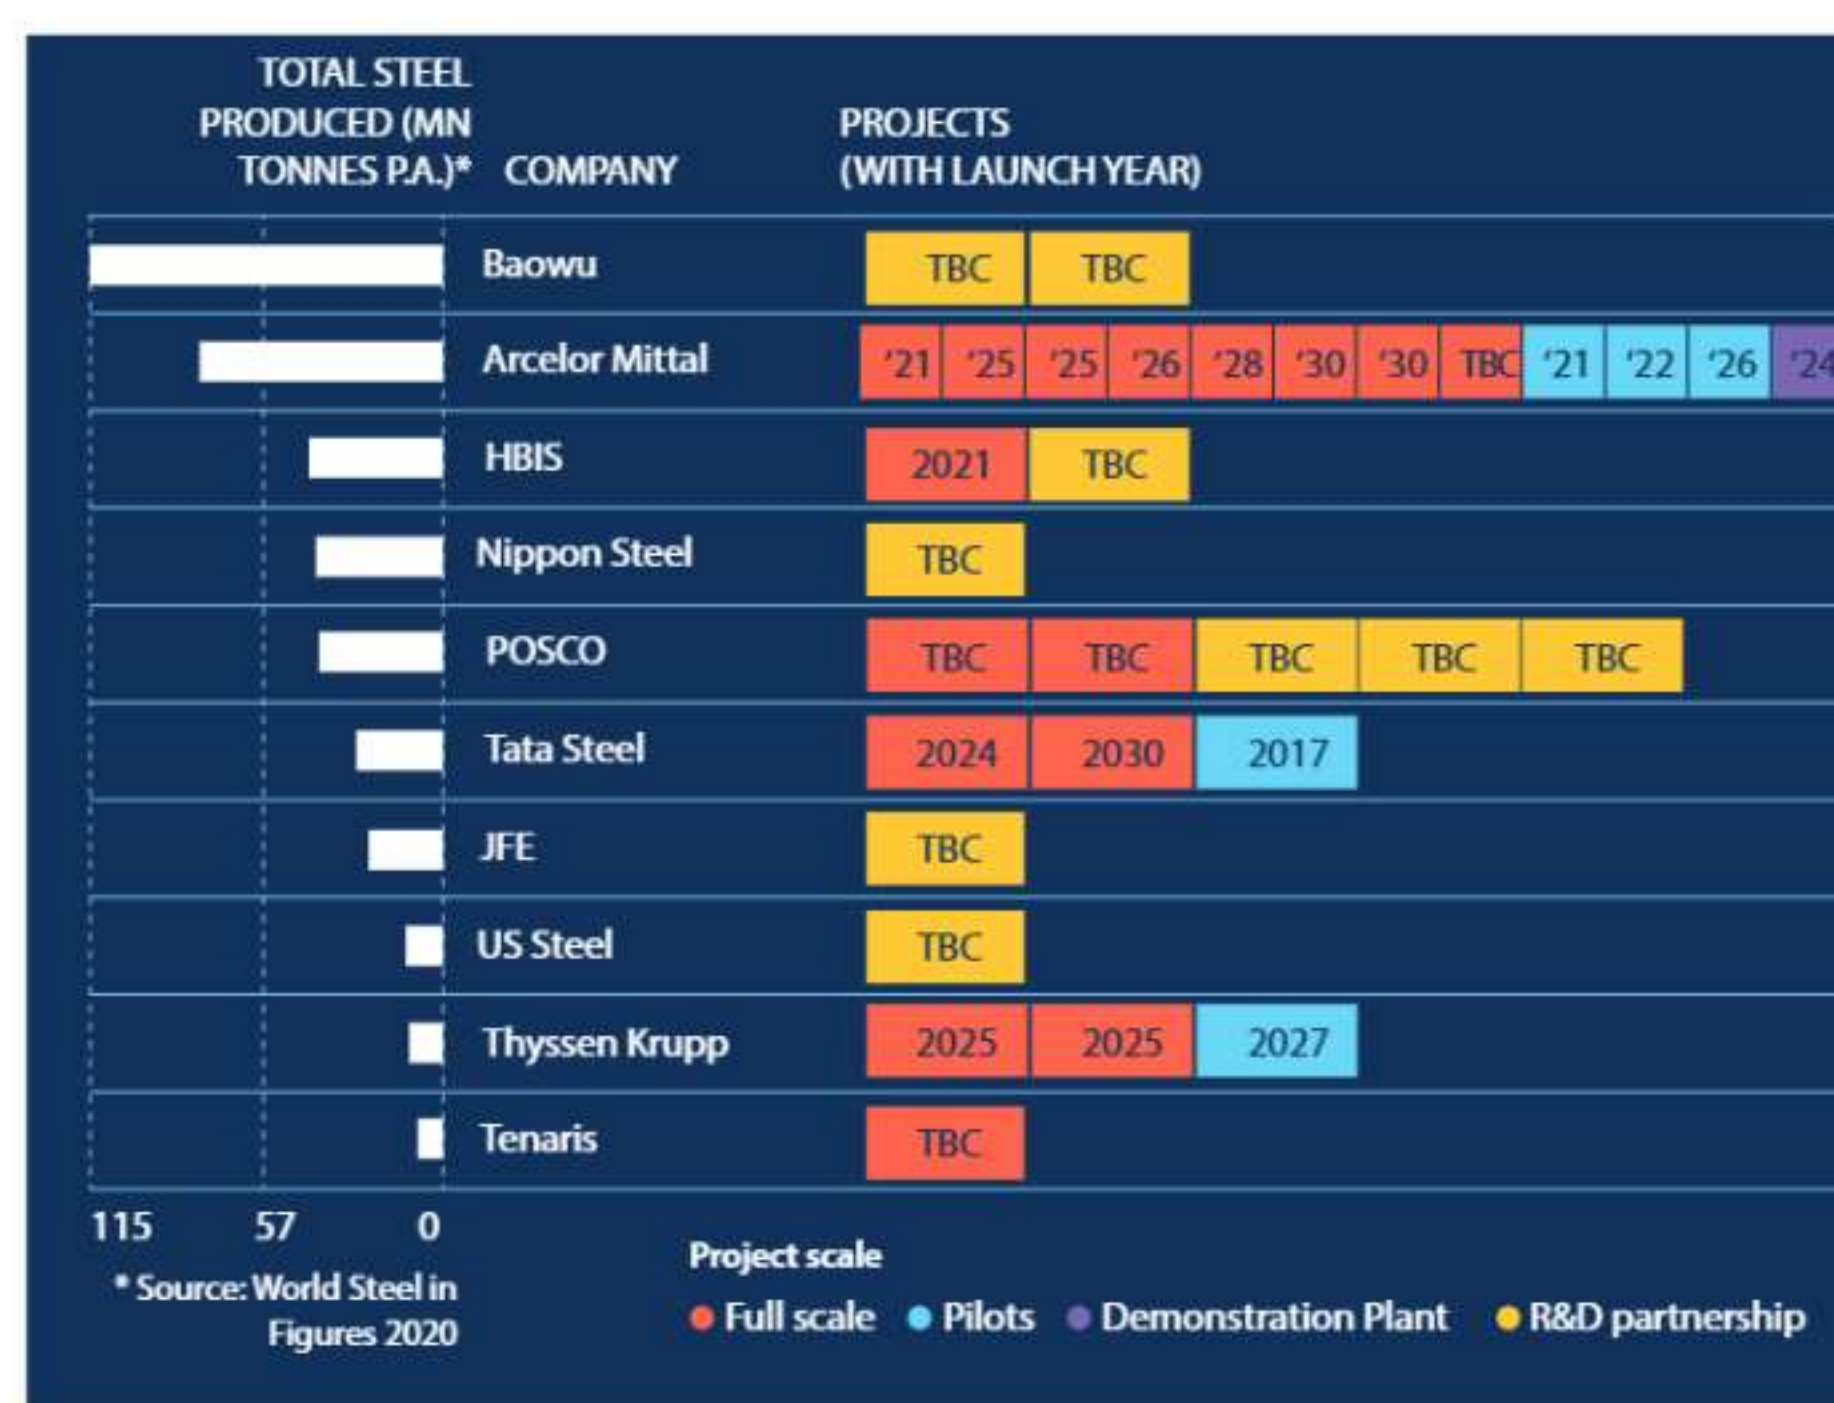 TOTAL STEEL
PRODUCED (MN
TONNES P.A.)*
COMPANY
PROJECTS
(WITH LAUNCH YEAR)
Baowu TBC TBC
Arcelor Mittal '21 '25 '25 '26 '28 '30 '30 TBC '21 '22 '26 '24
HBIS 2021 TBC
Nippon Steel TBC
POSCO TBC TBC TBC TBC TBC
Tata Steel 2024 2030 2017
JFE TBC
US Steel TBC
Thyssen Krupp 2025 2025 2027
Tenaris TBC
115 57 0
* Source: World Steel in
Figures 2020
Project scale
Full scale Pilots Demonstration Plant R&D partnership